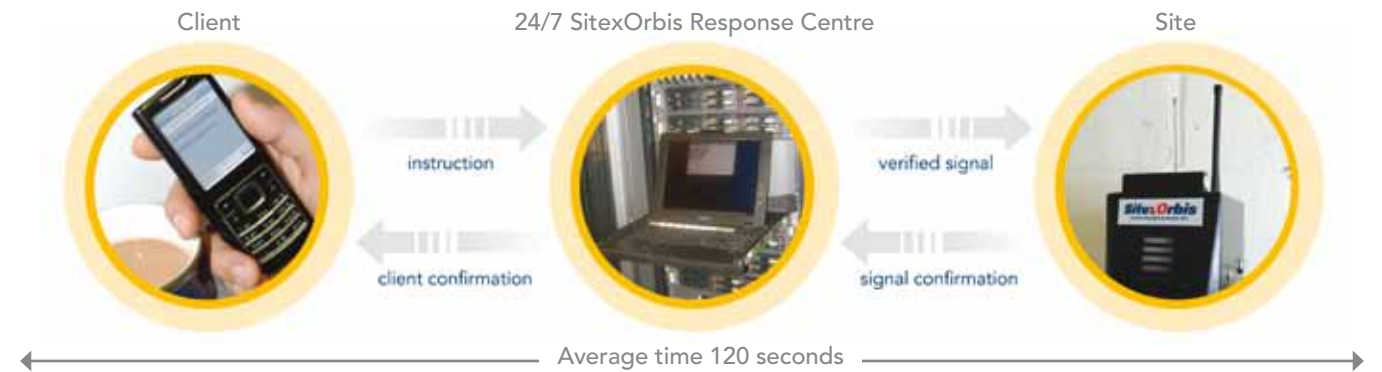 Client
24/7 SitexOrbis Response Centre
Site
instruction
verified signal
SitexOrbis
client confirmation
signal confirmation
Average time 120 seconds